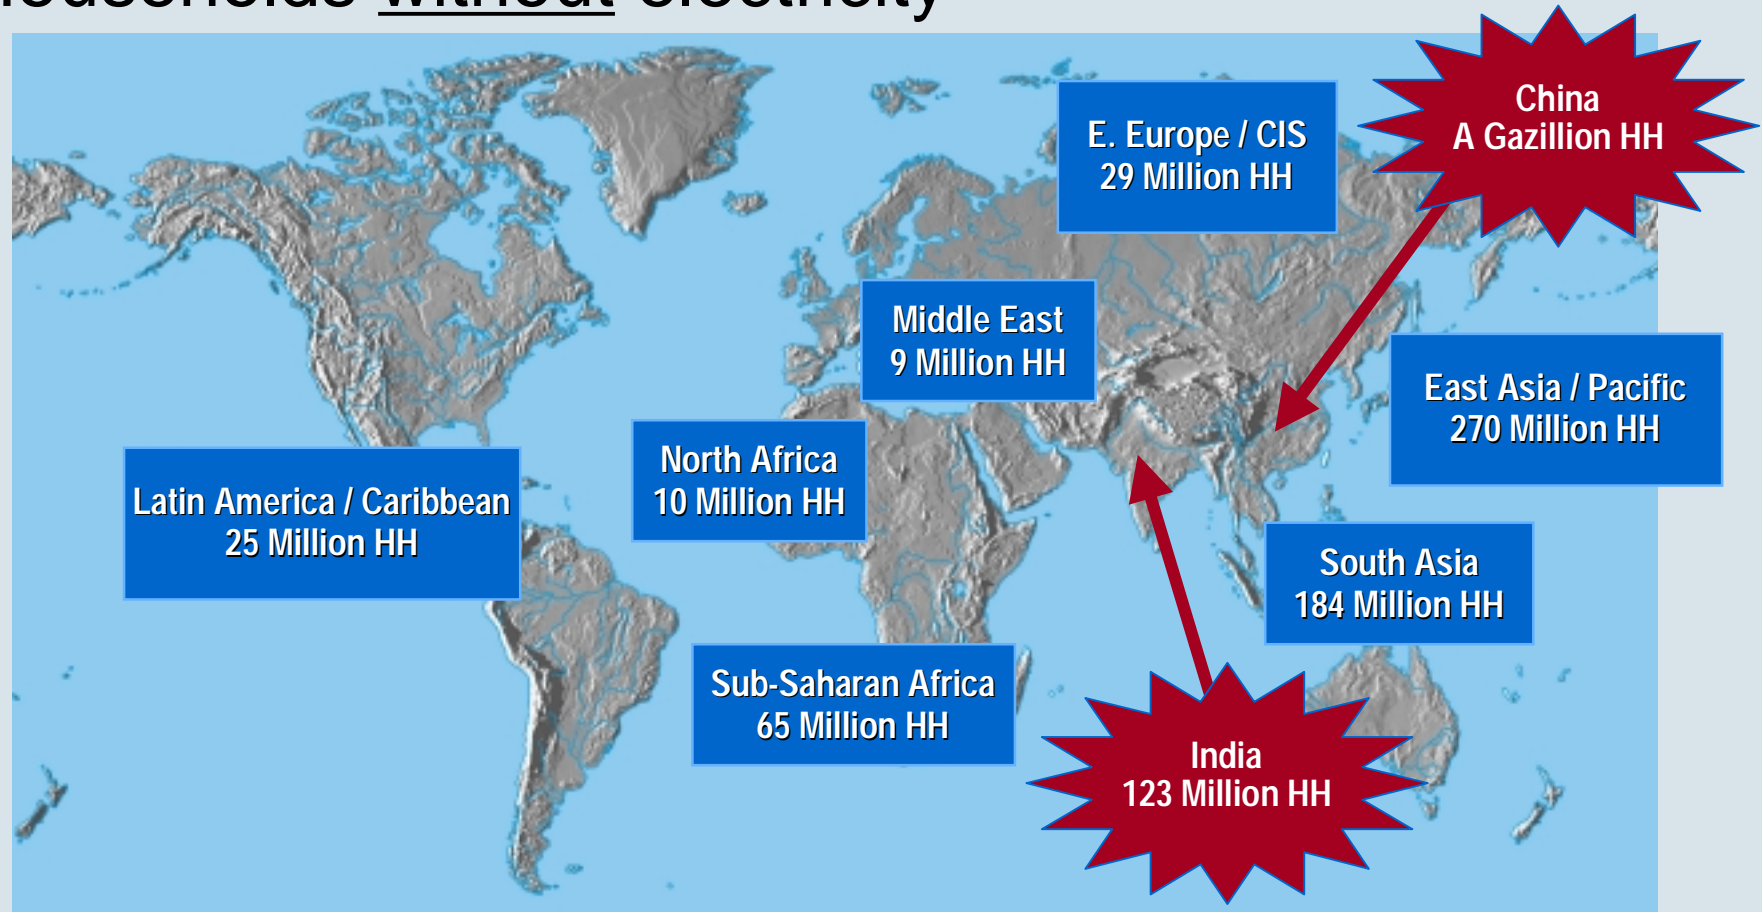 without electricity
China
A Gazillion HH
E. Europe / CIS
29 Million HH
Middle East
9 Million HH
East Asia / Pacific
270 Million HH
North Africa
10 Million HH
Latin America / Caribbean
25 Million HH
South Asia
184 Million HH
Sub-Saharan Africa
65 Million HH
India
123 Million HH